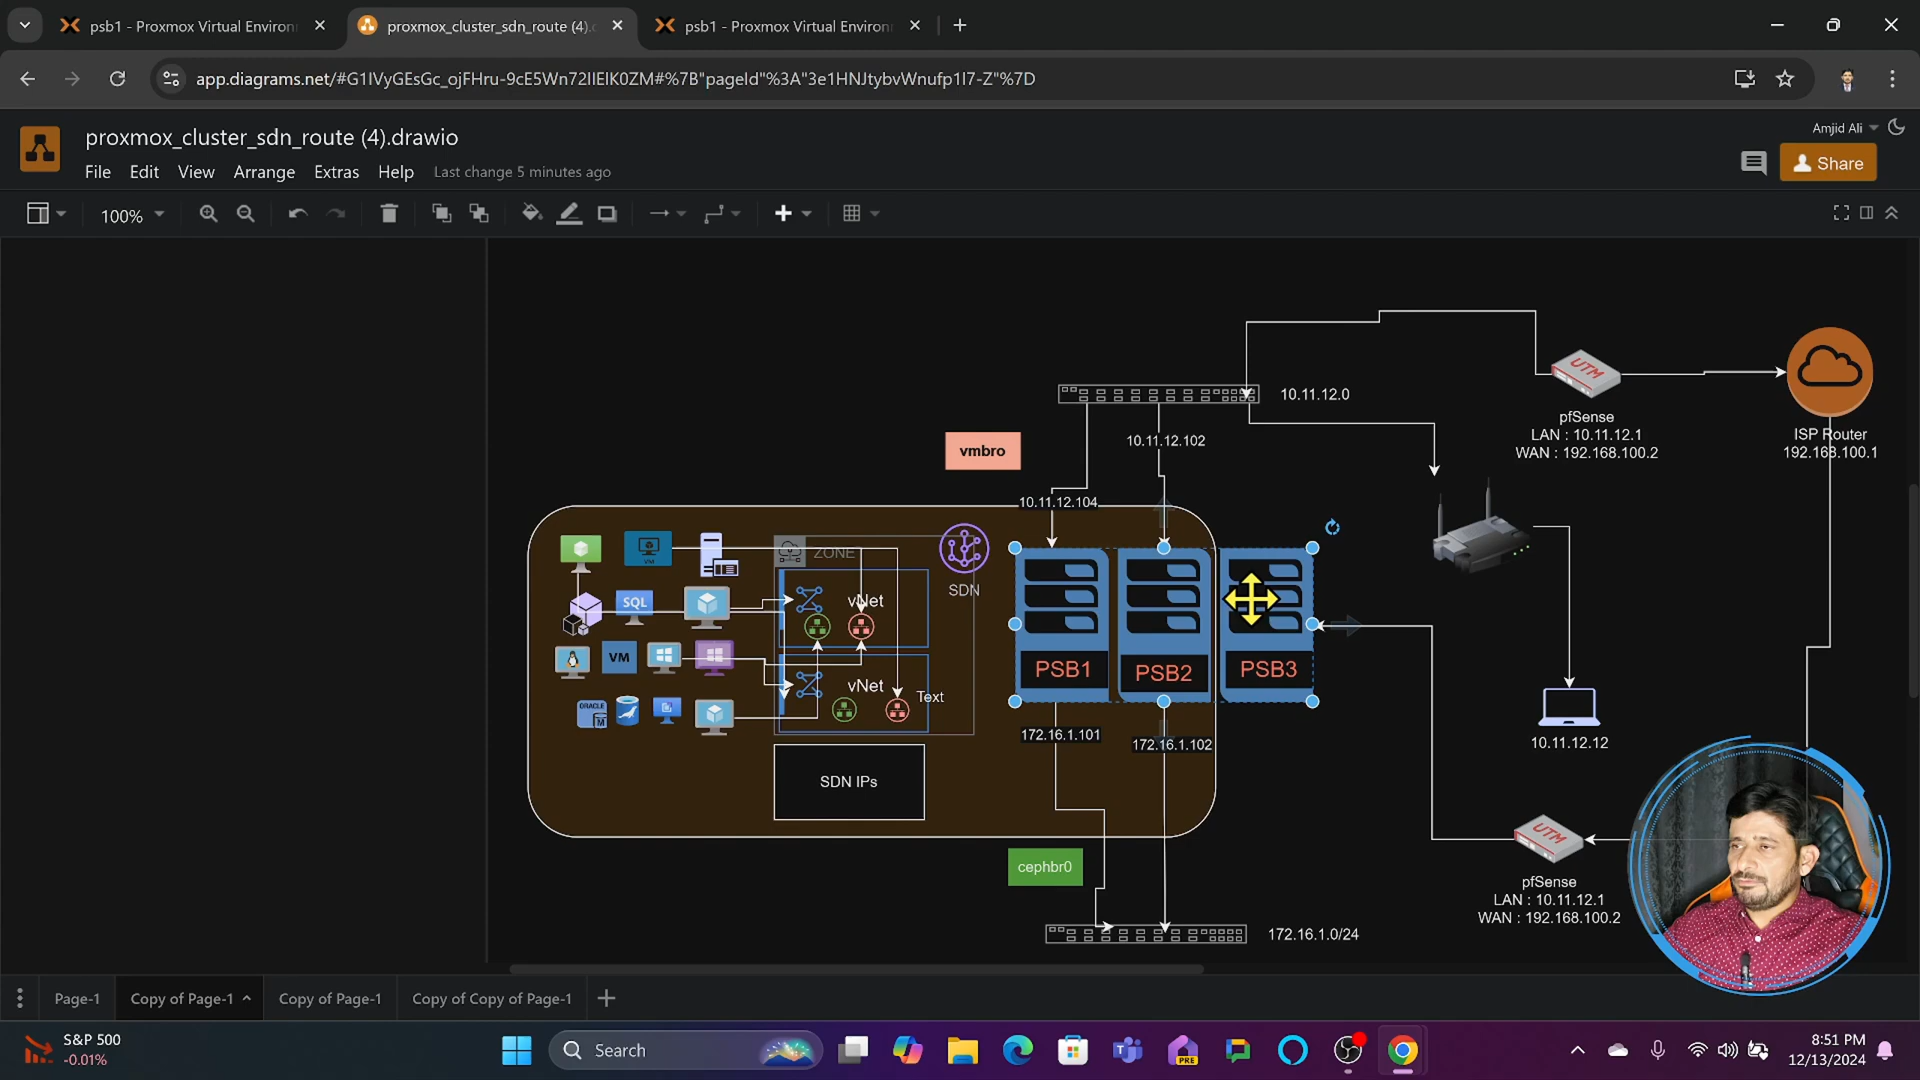 psb1 - Proxmox Virtual Environ
proxmox_cluster_sdn_route (4).d
psb1 - Proxmox Virtual Environ
app.diagrams.net/#G1IVyGEsGc_ojFHru-9cE5Wn72IIEIK0ZM#%7B"pageId"%3A"3e1HNJtybvWnufp1I7-Z"%7D
proxmox_cluster_sdn_route (4).drawio
Amjid Ali
File Edit View Arrange Extras Help Last change 5 minutes ago
Share
100%
10.11.12.0
UTM
pfSense
LAN : 10.11.12.1
WAN : 192.168.100.2
ISP Router
192.168.100.1
vmbro
10.11.12.102
10.11.12.104
VM
ZONE
SDN
SQL
vNet
VM
vNet
Text
ORACLE
M
SDN IPs
PSB1
PSB2
PSB3
172.16.1.101
172.16.1.102
10.11.12.12
cephbr0
172.16.1.0/24
UTM
pfSense
LAN : 10.11.12.1
WAN : 192.168.100.2
Page-1
Copy of Page-1
Copy of Page-1
Copy of Copy of Page-1
S&P 500
-0.01%
Search
PRE
8:51 PM
12/13/2024